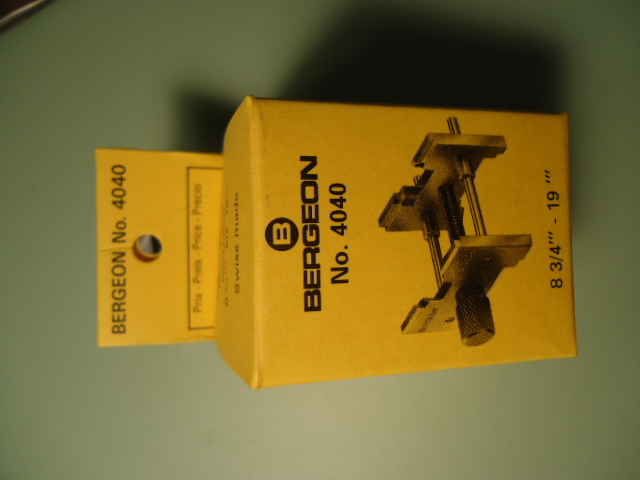 BERGEON No. 4040
Prix - Preis - Price - Precio
Swiss made
B
BERGEON
No. 4040
8 3/4''' - 19 '''